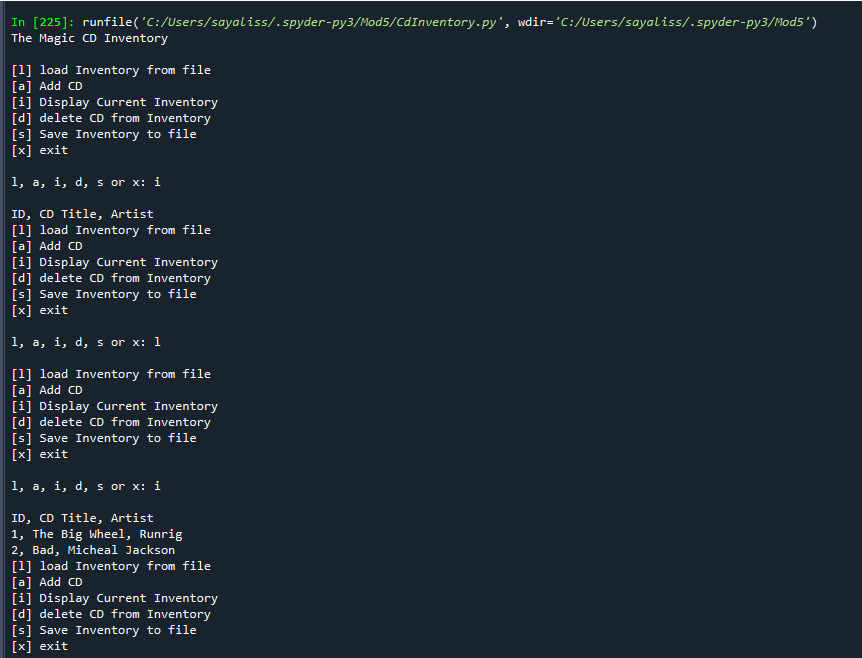 In [225]: runfile('C:/Users/sayaliss/.spyder-py3/Mod5/CdInventory.py', wdir='C:/Users/sayaliss/.spyder-py3/Mod5')
The Magic CD Inventory
[l] load Inventory from file
[a] Add CD
[i] Display Current Inventory
[d] delete CD from Inventory
[s] Save Inventory to file
[x] exit
l, a, i, d, s or x: i
ID, CD Title, Artist
[l] load Inventory from file
[a] Add CD
[i] Display Current Inventory
[d] delete CD from Inventory
[s] Save Inventory to file
[x] exit
l, a, i, d, s or x: l
[l] load Inventory from file
[a] Add CD
[i] Display Current Inventory
[d] delete CD from Inventory
[s] Save Inventory to file
[x] exit
l, a, i, d, s or x: i
ID, CD Title, Artist
1, The Big Wheel, Runrig
2, Bad, Micheal Jackson
[l] load Inventory from file
[a] Add CD
[i] Display Current Inventory
[d] delete CD from Inventory
[s] Save Inventory to file
[x] exit